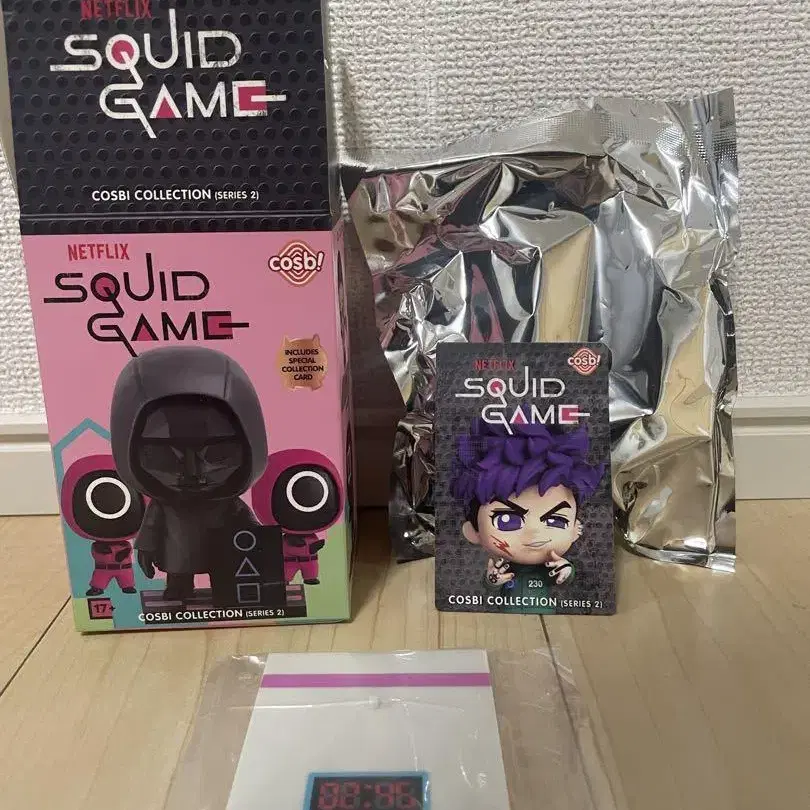 NETFLIX
SQUID
GAME
COSBI COLLECTION (SERIES 2)
NETFLIX
cosb!
SQUID
GAME
INCLUDES
SPECIAL
COLLECTION
CARD
17+
COSBI COLLECTION (SERIES 2)
NETFLIX
cosb!
SQUID
GAME
230
COSBI COLLECTION (SERIES 2)